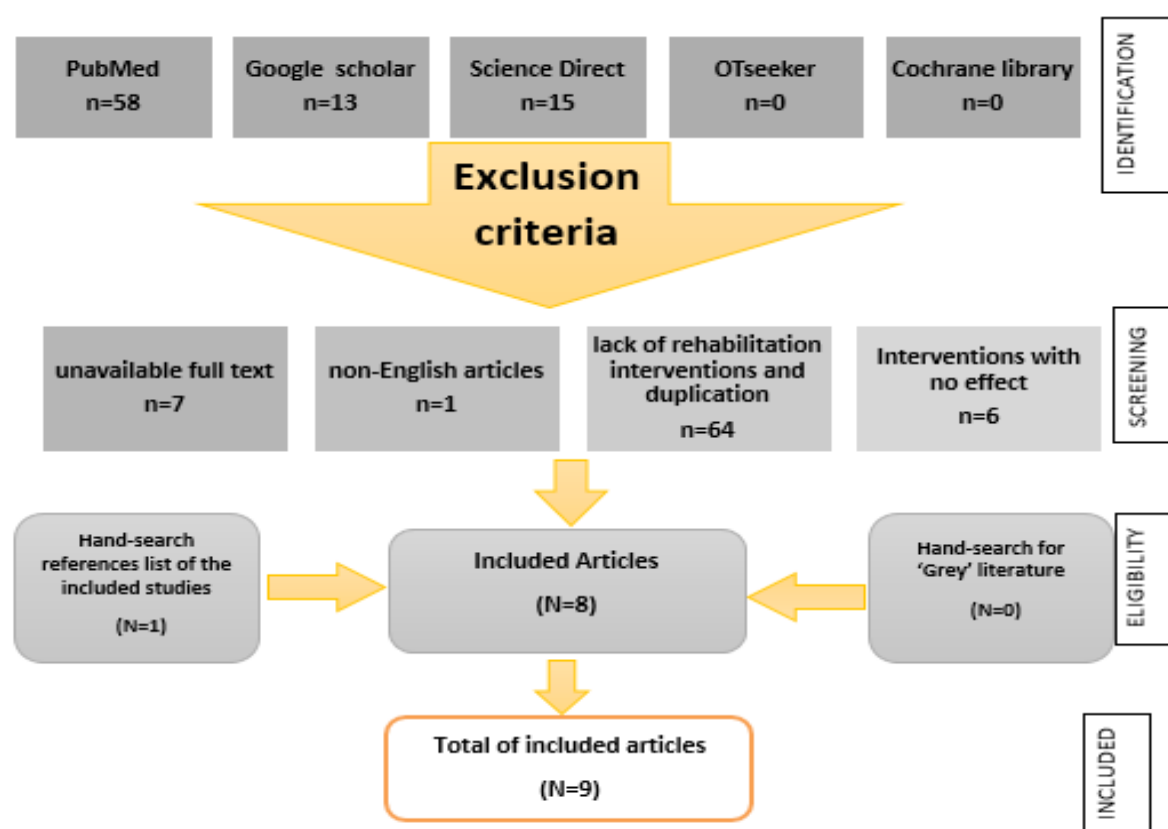 PubMed
n=58
Google scholar
n=13
Science Direct
n=15
OTseeker
n=0
Cochrane library
n=0
IDENTIFICATION
Exclusion
criteria
unavailable full text
n=7
non-English articles
n=1
lack of rehabilitation
interventions and
duplication
n=64
Interventions with
no effect
n=6
SCREENING
Hand-search
references list of the
included studies
(N=1)
Included Articles
(N=8)
Hand-search for
‘Grey’ literature
(N=0)
ELIGIBILITY
Total of included articles
(N=9)
INCLUDED